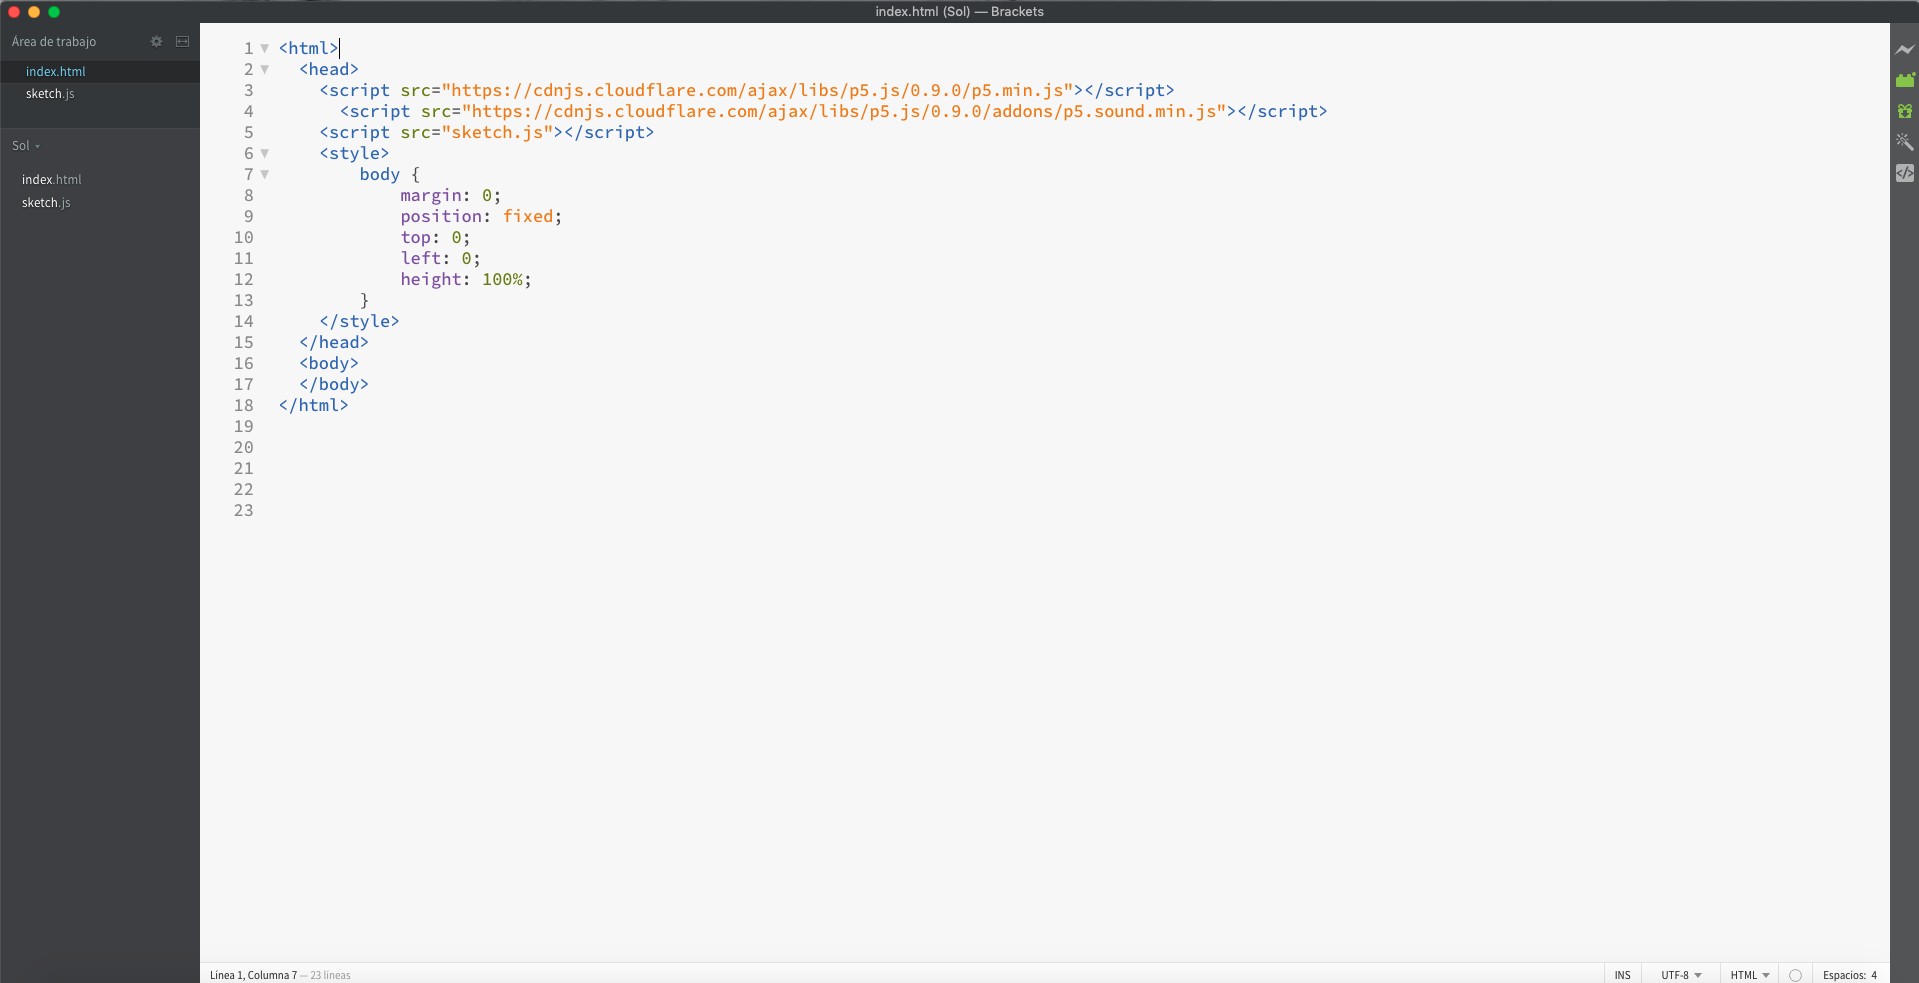 index.html (Sol) — Brackets
Área de trabajo
index.html
sketch.js
Sol
index.html
sketch.js
1 <html>
2 <head>
3 <script src="https://cdnjs.cloudflare.com/ajax/libs/p5.js/0.9.0/p5.min.js"></script>
4 <script src="https://cdnjs.cloudflare.com/ajax/libs/p5.js/0.9.0/addons/p5.sound.min.js"></script>
5 <script src="sketch.js"></script>
6 <style>
7 body {
8 margin: 0;
9 position: fixed;
10 top: 0;
11 left: 0;
12 height: 100%;
13 }
14 </style>
15 </head>
16 <body>
17 </body>
18 </html>
19
20
21
22
23
Línea 1, Columna 7 — 23 líneas
INS UTF-8 HTML Espacios: 4